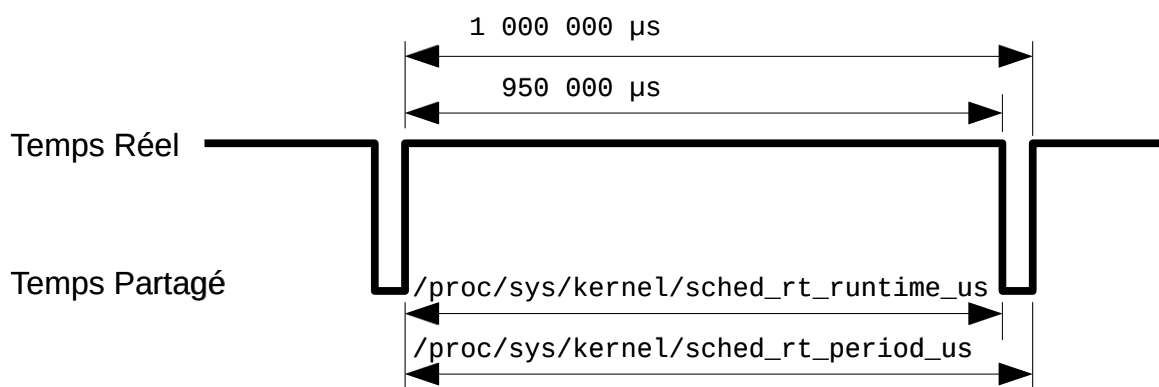 1 000 000 µs
950 000 µs
Temps Réel
Temps Partagé
/proc/sys/kernel/sched_rt_runtime_us
/proc/sys/kernel/sched_rt_period_us